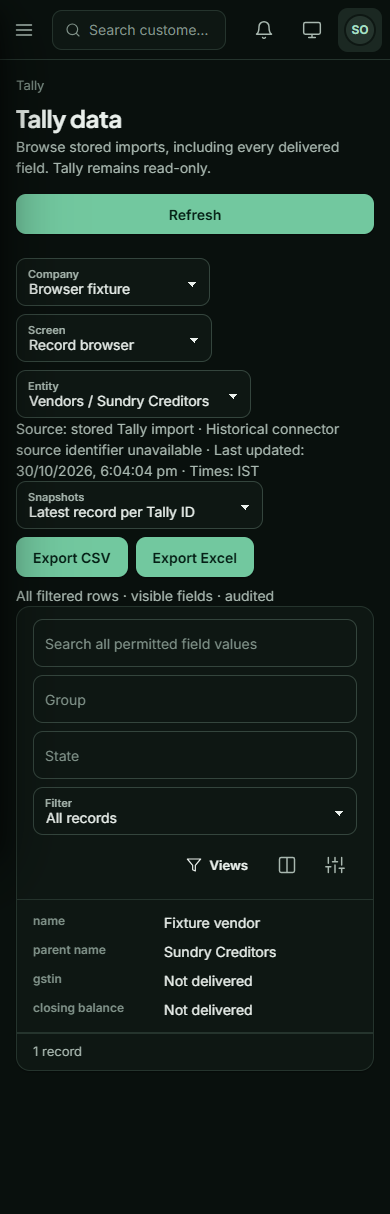 Search custome...
SO
Tally
Tally data
Browse stored imports, including every delivered
field. Tally remains read-only.
Refresh
Company
Browser fixture
Screen
Record browser
Entity
Vendors / Sundry Creditors
Source: stored Tally import · Historical connector
source identifier unavailable · Last updated:
30/10/2026, 6:04:04 pm · Times: IST
Snapshots
Latest record per Tally ID
Export CSV
Export Excel
All filtered rows · visible fields · audited
Search all permitted field values
Group
State
Filter
All records
Views
name Fixture vendor
parent name Sundry Creditors
gstin Not delivered
closing balance Not delivered
1 record